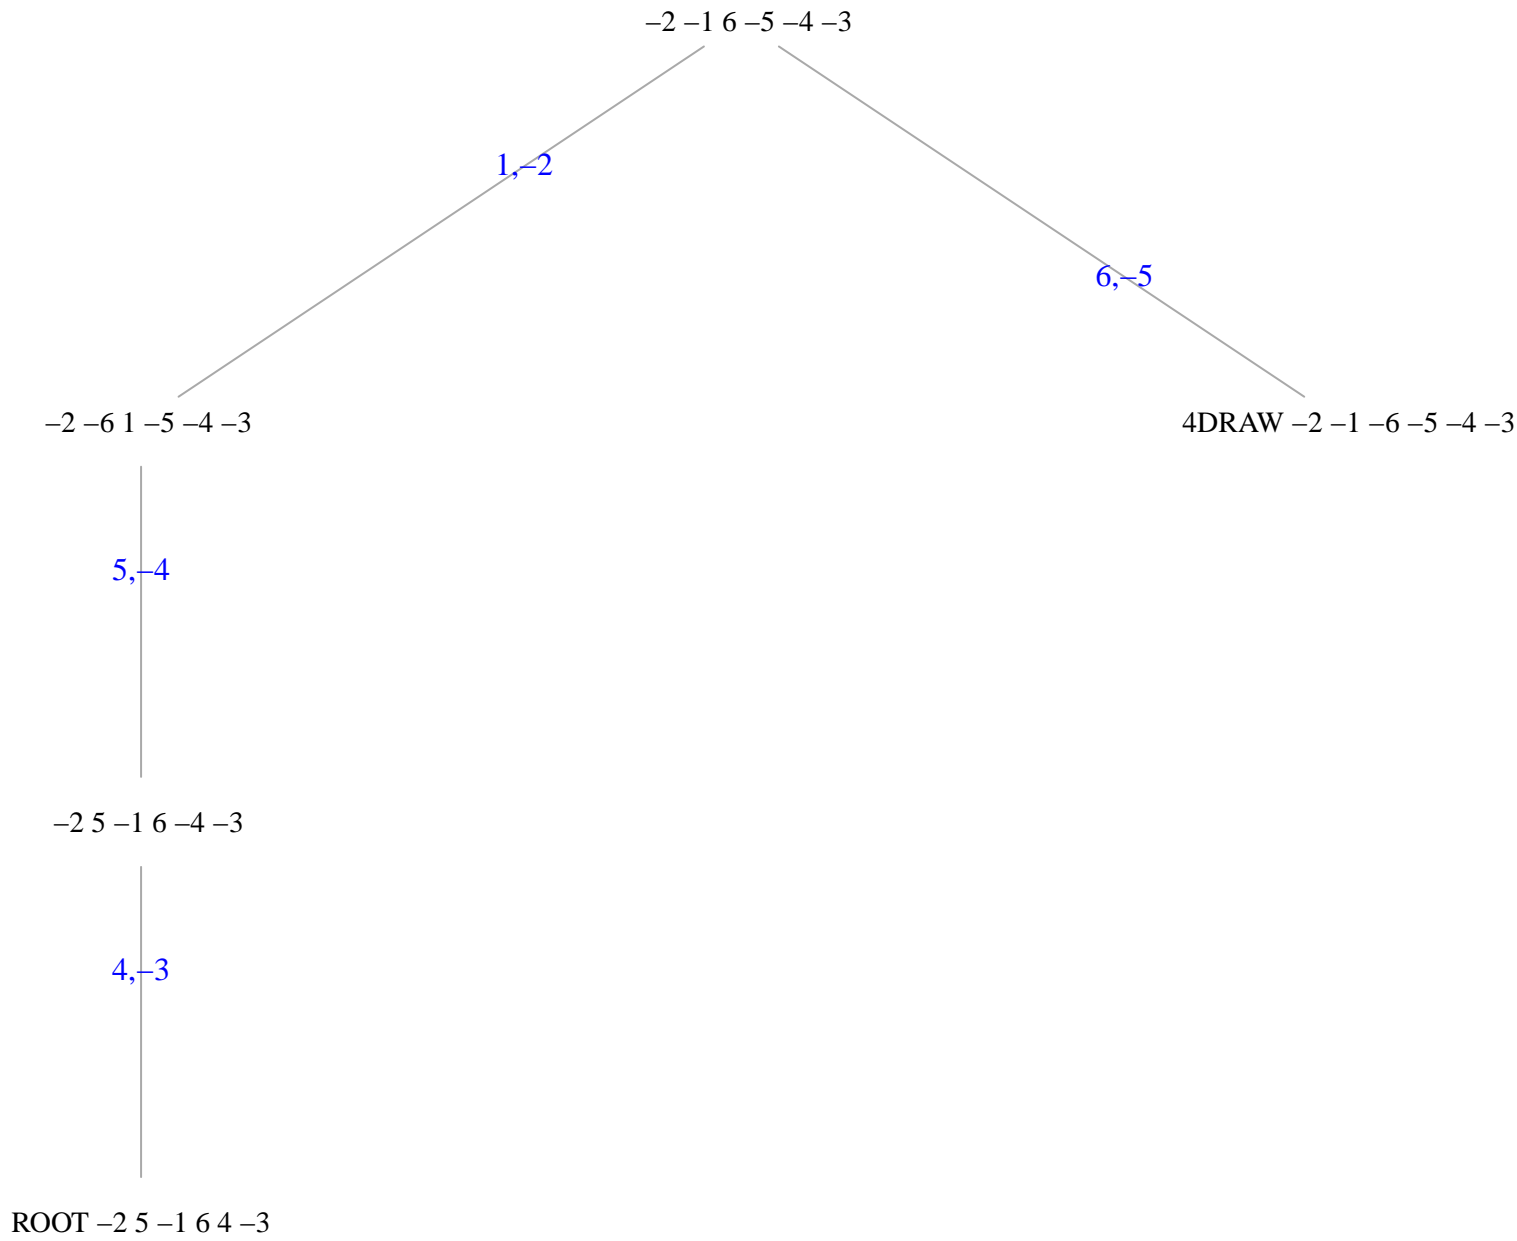 –2 –1 6 –5 –4 –3
1,–2
6,–5
–2 –6 1 –5 –4 –3
4DRAW –2 –1 –6 –5 –4 –3
5,–4
–2 5 –1 6 –4 –3
4,–3
ROOT –2 5 –1 6 4 –3